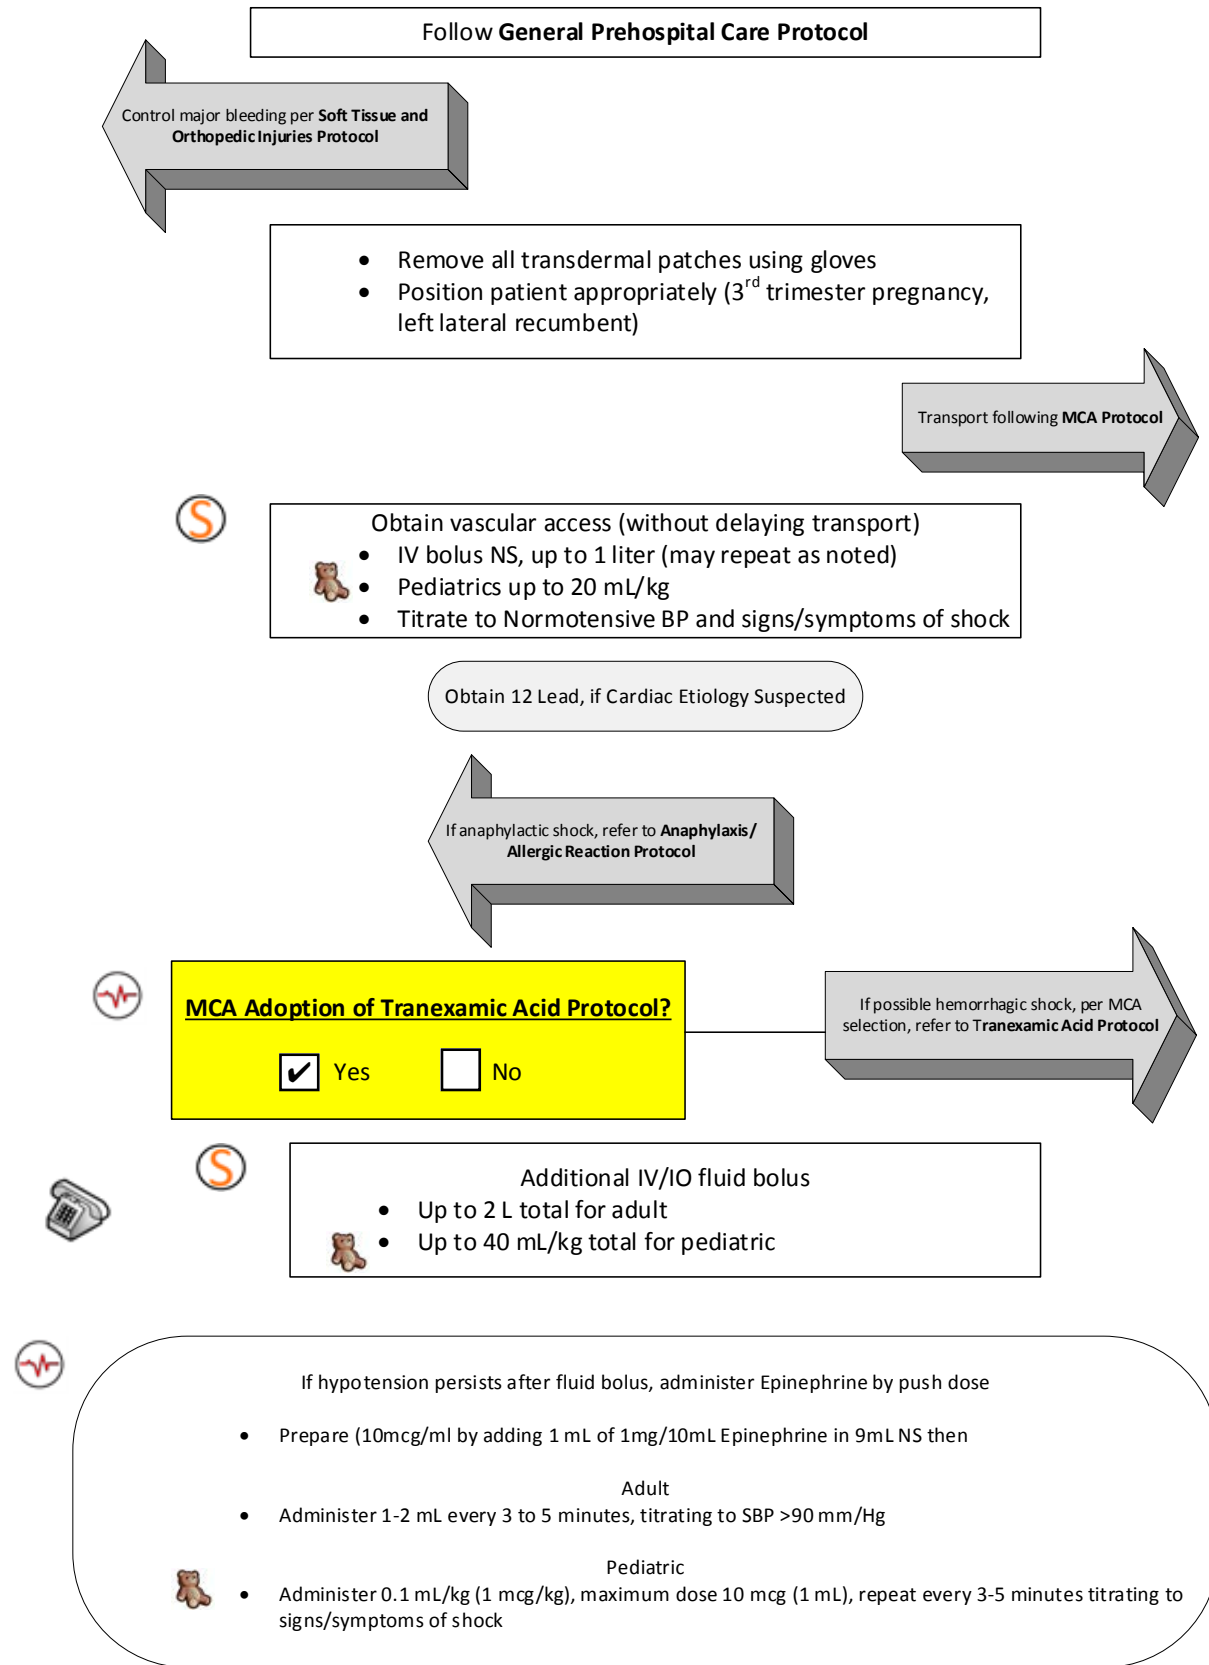 Follow General Prehospital Care Protocol
Control major bleeding per Soft Tissue and
Orthopedic Injuries Protocol
• Remove all transdermal patches using gloves
• Position patient appropriately (3rd trimester pregnancy,
left lateral recumbent)
Transport following MCA Protocol
S
Obtain vascular access (without delaying transport)
• IV bolus NS, up to 1 liter (may repeat as noted)
• Pediatrics up to 20 mL/kg
• Titrate to Normotensive BP and signs/symptoms of shock
Obtain 12 Lead, if Cardiac Etiology Suspected
If anaphylactic shock, refer to Anaphylaxis/
Allergic Reaction Protocol
MCA Adoption of Tranexamic Acid Protocol?
✔ Yes No
If possible hemorrhagic shock, per MCA
selection, refer to Tranexamic Acid Protocol
S
Additional IV/IO fluid bolus
• Up to 2 L total for adult
• Up to 40 mL/kg total for pediatric
If hypotension persists after fluid bolus, administer Epinephrine by push dose
• Prepare (10mcg/ml by adding 1 mL of 1mg/10mL Epinephrine in 9mL NS then
Adult
• Administer 1-2 mL every 3 to 5 minutes, titrating to SBP >90 mm/Hg
Pediatric
• Administer 0.1 mL/kg (1 mcg/kg), maximum dose 10 mcg (1 mL), repeat every 3-5 minutes titrating to
signs/symptoms of shock